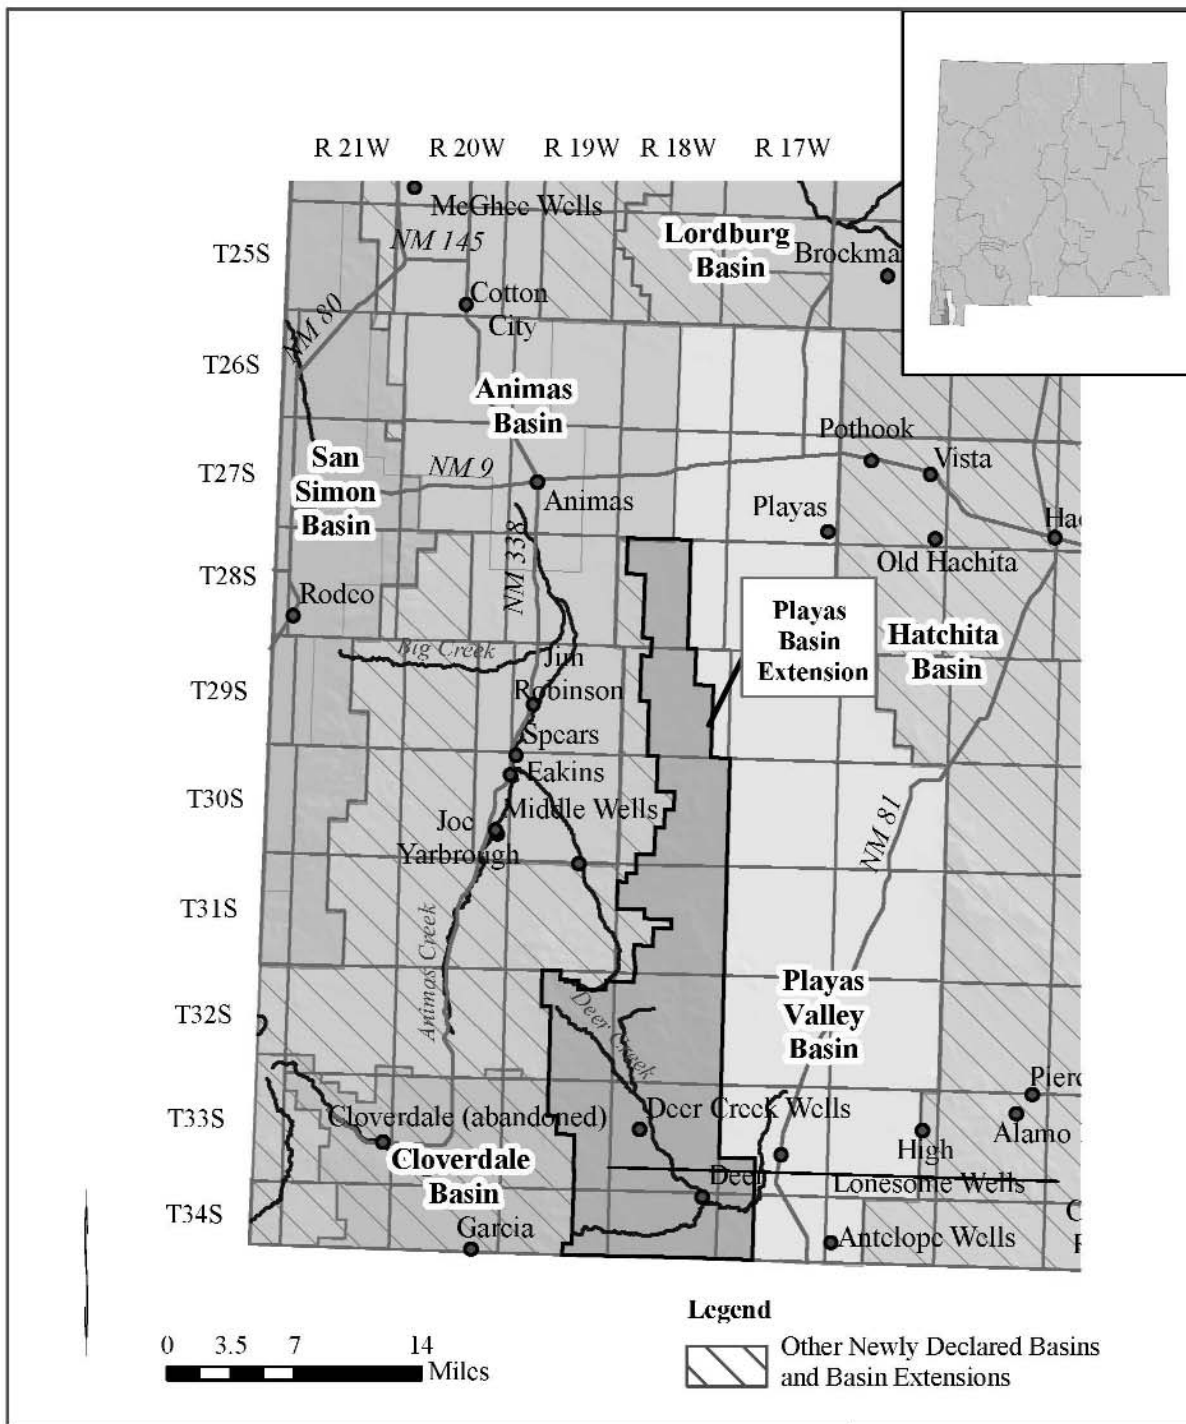 R 21W R 20W R 19W R 18W R 17W
McGhee Wells
T25S
NM 145
Lordburg
Basin
Brockma
Cotton
City
NM 80
T26S
Animas
Basin
Pothook
T27S
San
Simon
Basin
NM 9
Vista
Animas
Playas
Hac
Old Hachita
T28S
NM 338
Rodeo
Playas
Basin
Extension
Hatchita
Basin
Big Creek
Jim
Robinson
T29S
Spears
Eakins
T30S
Middle Wells
Joe
Yarbrough
NM 81
T31S
Animas Creek
Playas
Valley
Basin
T32S
Deer Creek
Pierc
T33S
Cloverdale (abandoned)
Deer Creek Wells
Alamo
High
Cloverdale
Basin
Deer
Lonesome Wells
T34S
Garcia
Antelope Wells
Legend
0 3.5 7 14
Miles
Other Newly Declared Basins
and Basin Extensions